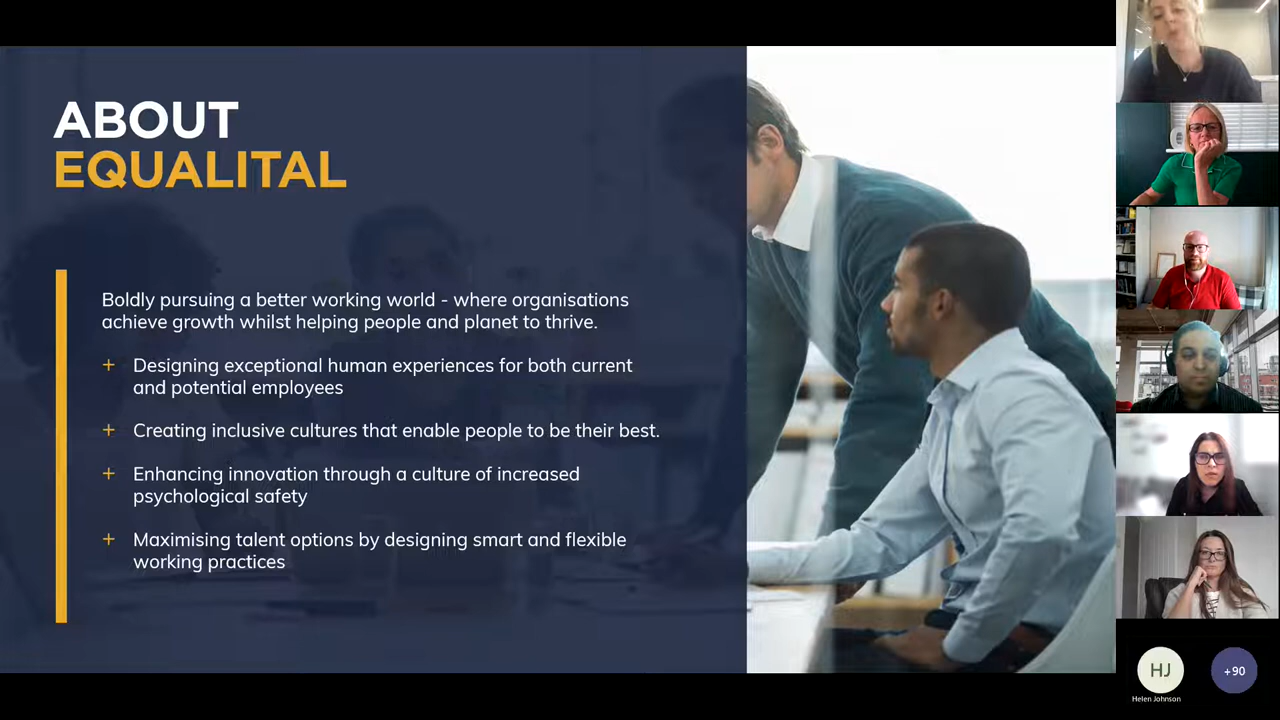 ABOUT
EQUALITAL
Boldly pursuing a better working world - where organisations
achieve growth whilst helping people and planet to thrive.
+ Designing exceptional human experiences for both current
and potential employees
+ Creating inclusive cultures that enable people to be their best.
+ Enhancing innovation through a culture of increased
psychological safety
+ Maximising talent options by designing smart and flexible
working practices
HJ
+90
Helen Johnson